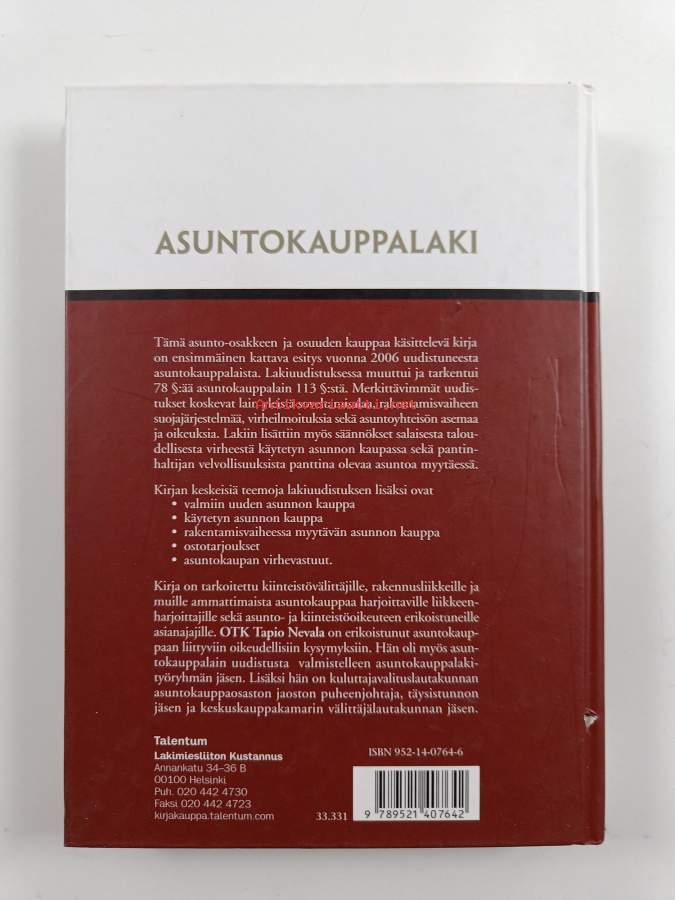 ASUNTOKAUPPALAKI
Tämä asunto-osakkeen ja osuuden kauppaa käsittelevä kirja
on ensimmäinen kattava esitys vuonna 2006 uudistuneesta
asuntokauppalaista. Lakiuudistuksessa muuttui ja tarkentui
78 §:ää asuntokauppalain 113 §:stä. Merkittävimmät uudis-
tukset koskevat lain rakentamisvaiheen
Antikvariaatti.net
suojajärjestelmää, virheilmoituksia sekä asuntoyhteisön asemaa
ja oikeuksia. Lakiin lisättiin myös säännökset salaisesta talou-
dellisesta virheestä käytetyn asunnon kaupassa sekä pantin-
haltijan velvollisuuksista panttina olevaa asuntoa myytäessä.
Kirjan keskeisiä teemoja lakiuudistuksen lisäksi ovat
• valmiin uuden asunnon kauppa
• käytetyn asunnon kauppa
• rakentamisvaiheessa myytävän asunnon kauppa
• ostotarjoukset
• asuntokaupan virhevastuut.
Kirja on tarkoitettu kiinteistövälittäjille, rakennusliikkeille ja
muille ammattimaista asuntokauppaa harjoittaville liikkeen-
harjoittajille sekä asunto- ja kiinteistöoikeuteen erikoistuneille
asianajajille. OTK Tapio Nevala on erikoistunut asuntokaup-
paan liittyviin oikeudellisiin kysymyksiin. Hän oli myös asun-
tokauppalain uudistusta valmistelleen asuntokauppalaki-
työryhmän jäsen. Lisäksi hän on kuluttajavalituslautakunnan
asuntokauppaosaston jaoston puheenjohtaja, täysistunnon
jäsen ja keskuskauppakamarin välittäjälautakunnan jäsen.
Talentum
Lakimiesliiton Kustannus
Annankatu 34–36 B
00100 Helsinki
Puh. 020 442 4730
Faksi 020 442 4723
kirjakauppa.talentum.com
33.331
ISBN 952-14-0764-6
9 789521 407642